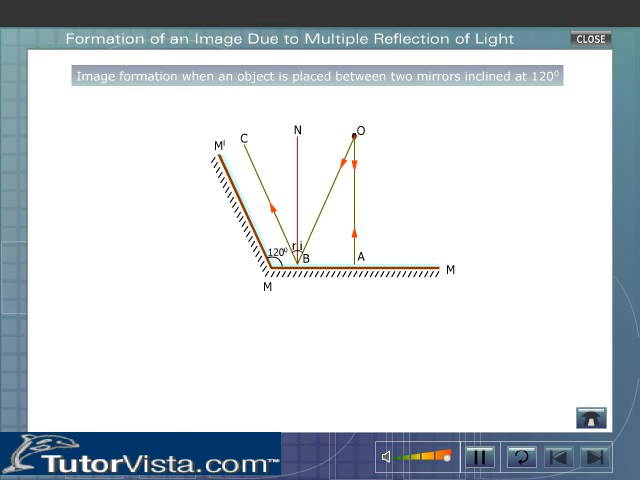 Formation of an Image Due to Multiple Reflection of Light
CLOSE
Image formation when an object is placed between two mirrors inclined at 120⁰
M' C N O
120⁰ r i B A
M M
TutorVista.com™